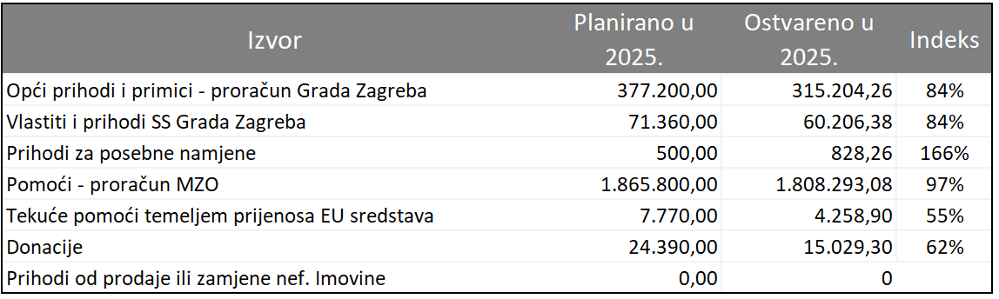 Izvor Planirano u 2025. Ostvareno u 2025. Indeks
Opći prihodi i primici - proračun Grada Zagreba 377.200,00 315.204,26 84%
Vlastiti i prihodi SS Grada Zagreba 71.360,00 60.206,38 84%
Prihodi za posebne namjene 500,00 828,26 166%
Pomoći - proračun MZO 1.865.800,00 1.808.293,08 97%
Tekuće pomoći temeljem prijenosa EU sredstava 7.770,00 4.258,90 55%
Donacije 24.390,00 15.029,30 62%
Prihodi od prodaje ili zamjene nef. Imovine 0,00 0